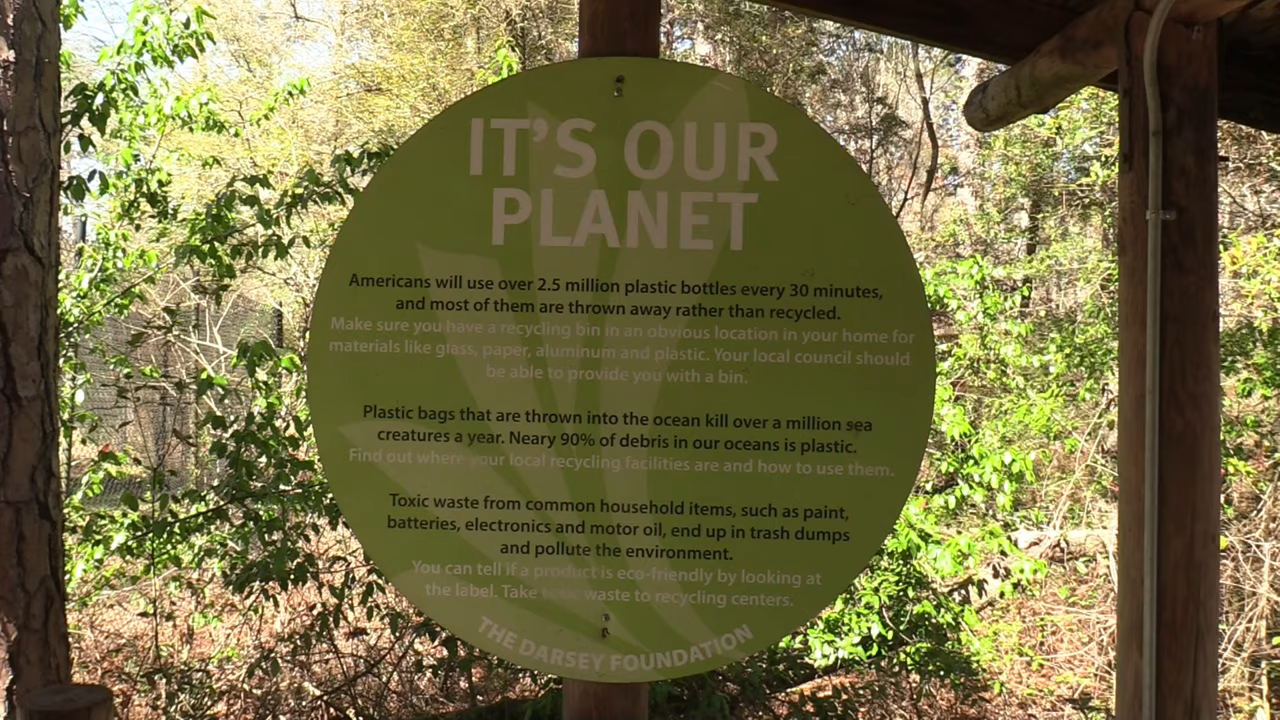 IT'S OUR
PLANET
Americans will use over 2.5 million plastic bottles every 30 minutes,
and most of them are thrown away rather than recycled.
Make sure you have a recycling bin in an obvious location in your home for
materials like glass, paper, aluminum and plastic. Your local council should
be able to provide you with a bin.
Plastic bags that are thrown into the ocean kill over a million sea
creatures a year. Neary 90% of debris in our oceans is plastic.
Find out where your local recycling facilities are and how to use them.
Toxic waste from common household items, such as paint,
batteries, electronics and motor oil, end up in trash dumps
and pollute the environment.
You can tell if a product is eco-friendly by looking at
the label. Take toxic waste to recycling centers.
THE DARSEY FOUNDATION